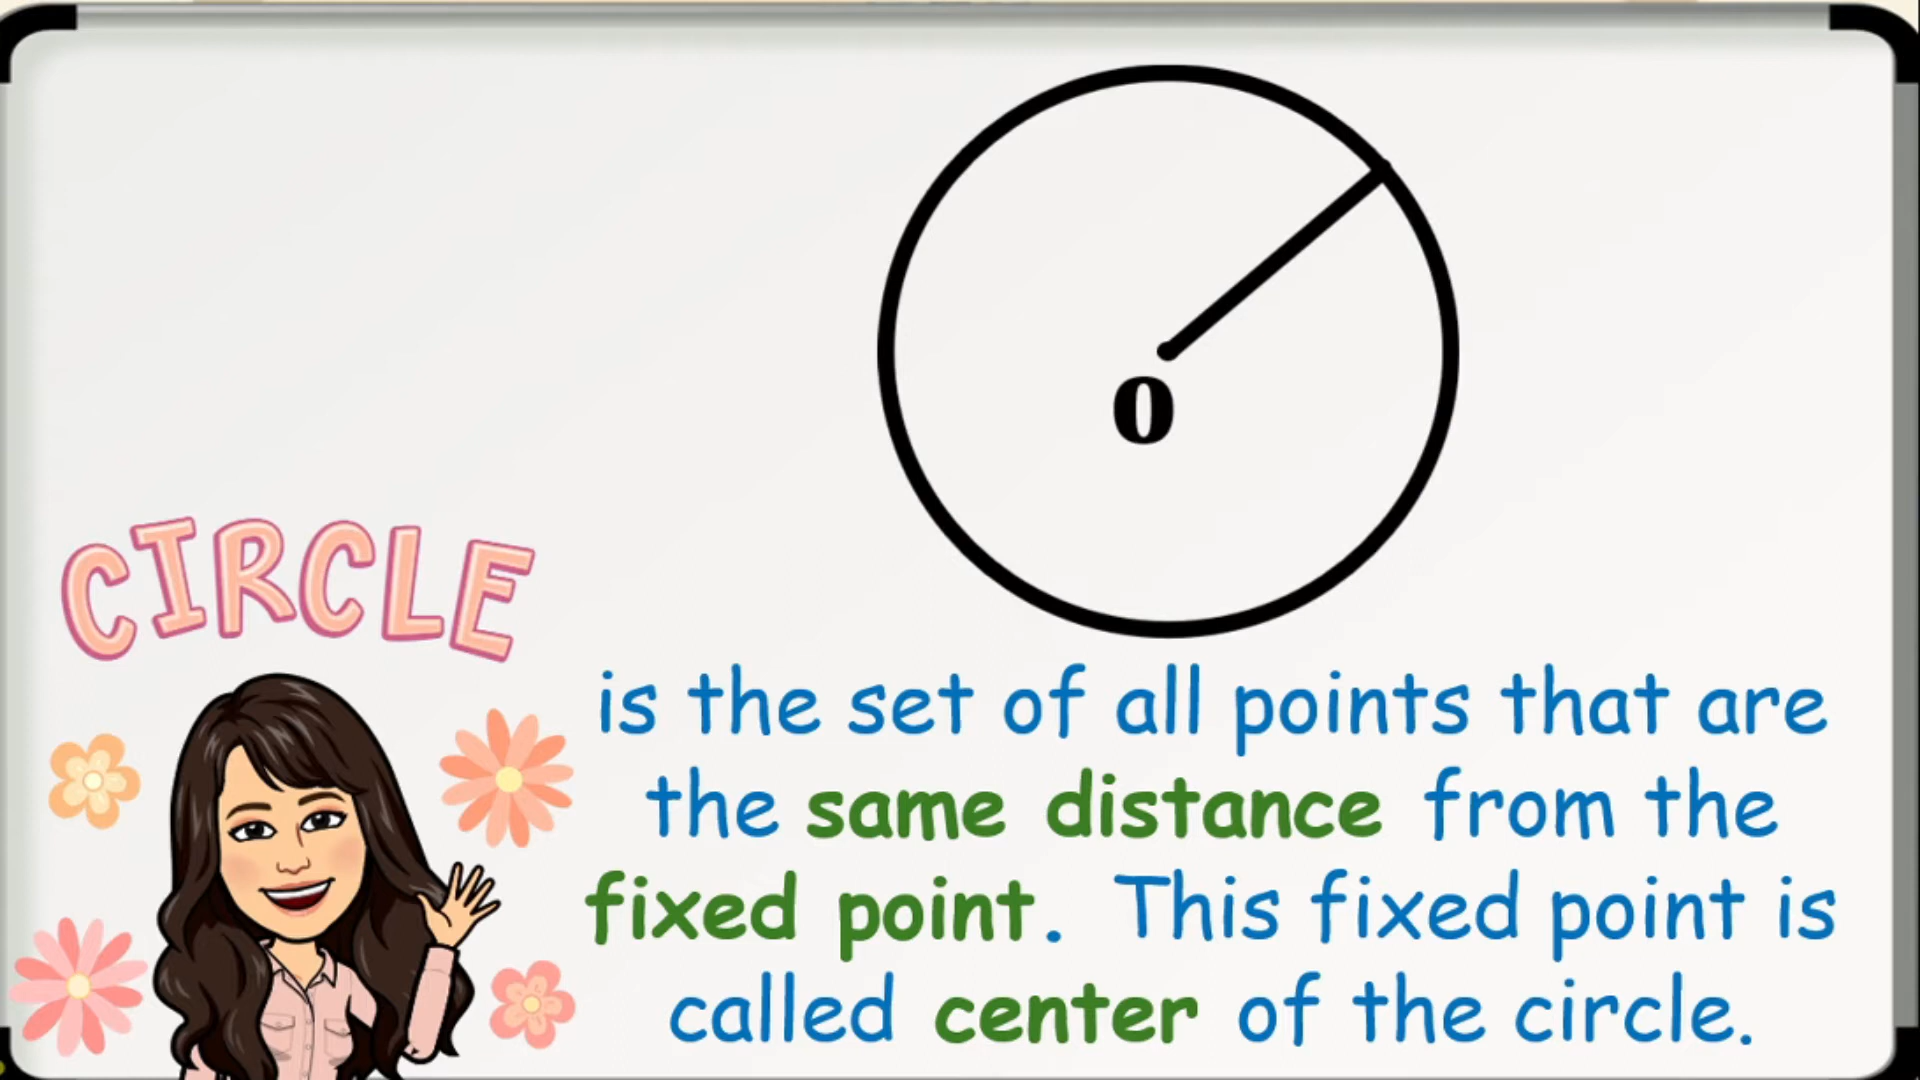 o
CIRCLE
is the set of all points that are
the same distance from the
fixed point. This fixed point is
called center of the circle.